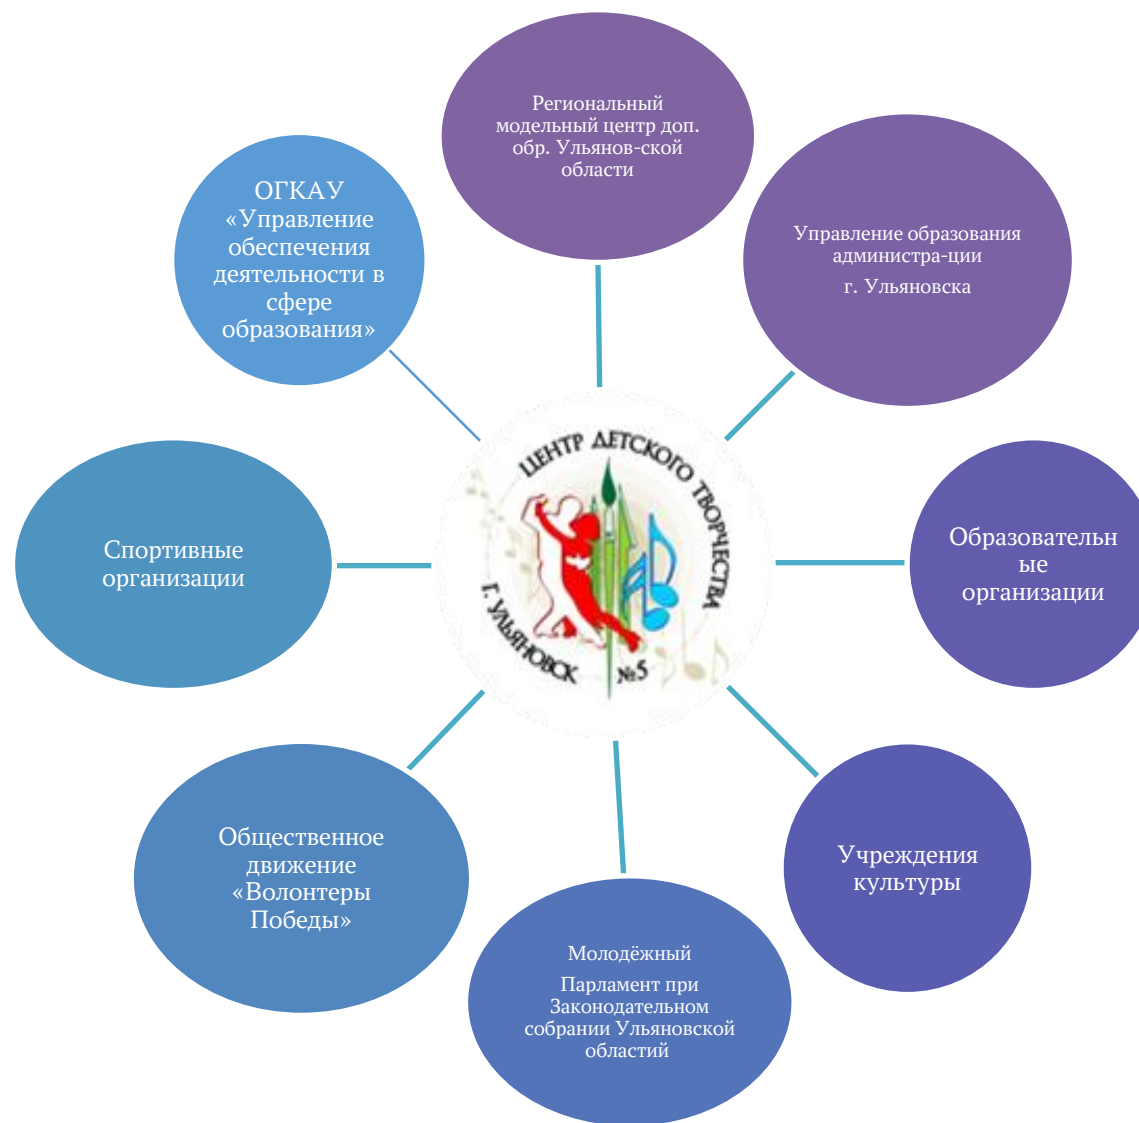 Региональный
модельный центр доп.
обр. Ульянов-ской
области
Управление образования
администра-ции
г. Ульяновска
Образовательн
ые
организации
Учреждения
культуры
Молодёжный
Парламент при
Законодательном
собрании Ульяновской
областий
Общественное
движение
«Волонтеры
Победы»
Спортивные
организации
ОГКАУ
«Управление
обеспечения
деятельности в
сфере
образования»
ЦЕНТР ДЕТСКОГО ТВОРЧЕСТВА
Г. УЛЬЯНОВСК №5